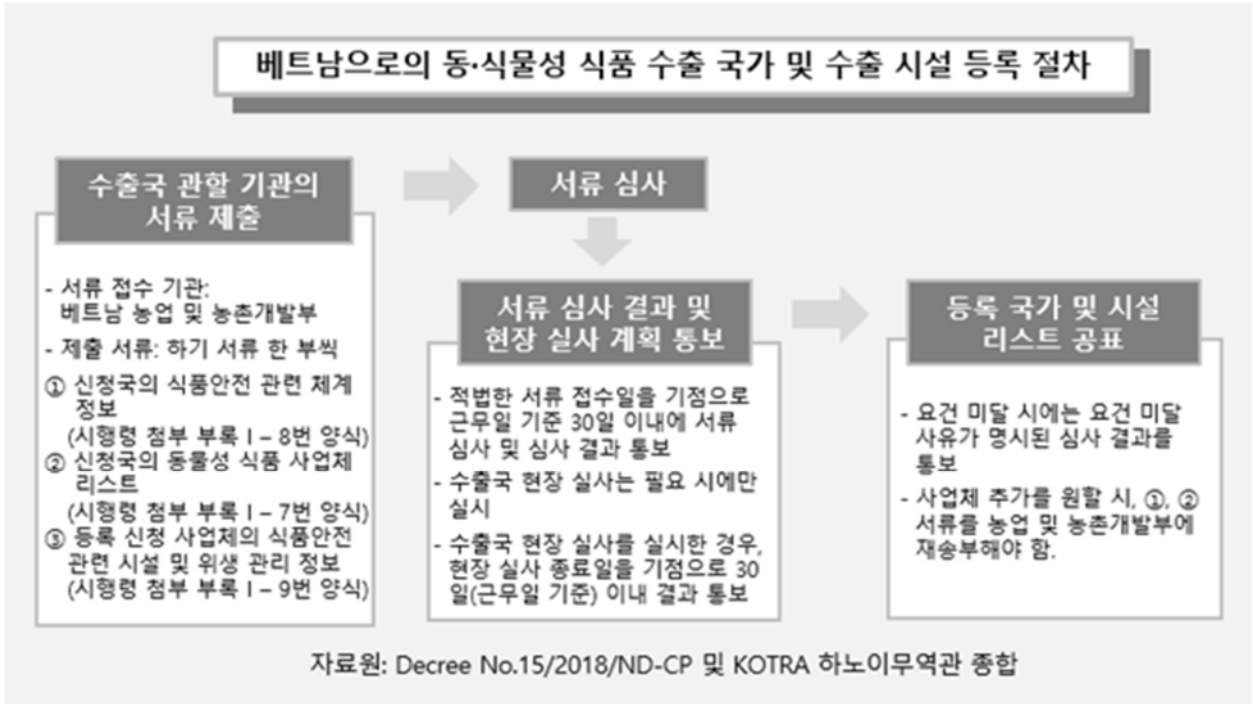 베트남으로의 동·식물성 식품 수출 국가 및 수출 시설 등록 절차
수출국 관할 기관의
서류 제출
- 서류 접수 기관:
베트남 농업 및 농촌개발부
- 제출 서류: 하기 서류 한 부씩
① 신청국의 식품안전 관련 체계
정보
(시행령 첨부 부록 I – 8번 양식)
② 신청국의 동물성 식품 사업체
리스트
(시행령 첨부 부록 I – 7번 양식)
③ 등록 신청 사업체의 식품안전
관련 시설 및 위생 관리 정보
(시행령 첨부 부록 I – 9번 양식)
서류 심사
서류 심사 결과 및
현장 실사 계획 통보
- 적법한 서류 접수일을 기점으로
근무일 기준 30일 이내에 서류
심사 및 심사 결과 통보
- 수출국 현장 실사는 필요 시에만
실시
- 수출국 현장 실사를 실시한 경우,
현장 실사 종료일을 기점으로 30
일(근무일 기준) 이내 결과 통보
등록 국가 및 시설
리스트 공표
- 요건 미달 시에는 요건 미달
사유가 명시된 심사 결과를
통보
- 사업체 추가를 원할 시, ①, ②
서류를 농업 및 농촌개발부에
재송부해야 함.
자료원: Decree No.15/2018/ND-CP 및 KOTRA 하노이무역관 종합